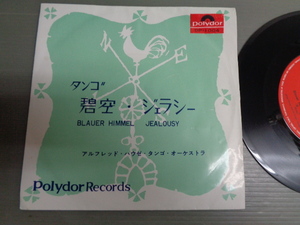 Polydor
タンゴ
碧空・ジェラシー
BLAUER HIMMEL JEALOUSY
アルフレッド・ハウゼ・タンゴ・オーケストラ
Polydor Records